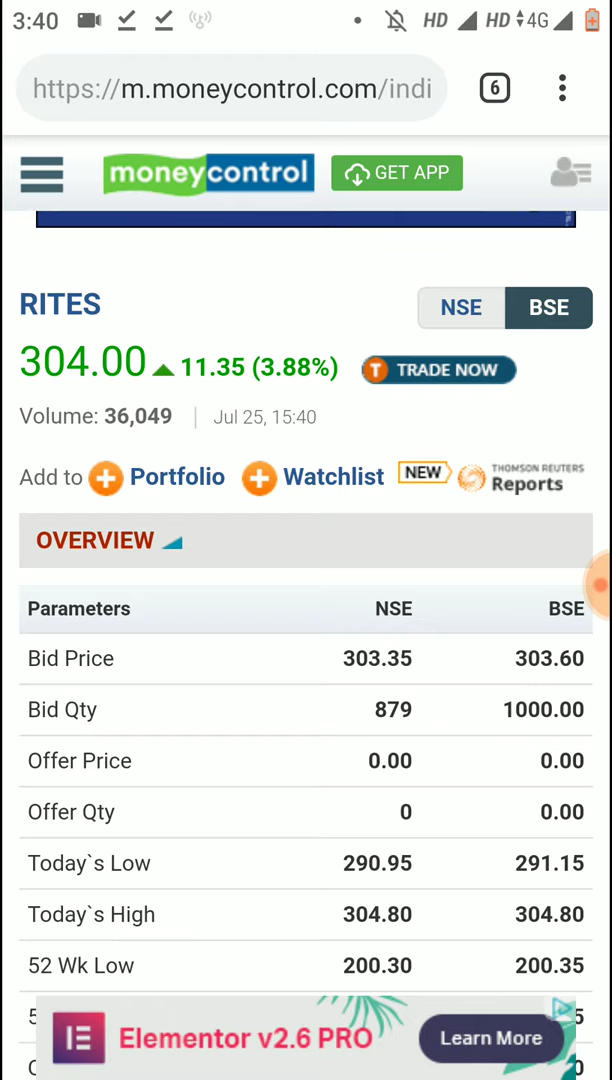 3:40 HD HD 4G
https://m.moneycontrol.com/indi 6
moneycontrol GET APP
RITES NSE BSE
304.00 11.35 (3.88%) T TRADE NOW
Volume: 36,049 | Jul 25, 15:40
Add to Portfolio Watchlist NEW THOMSON REUTERS Reports
OVERVIEW
Parameters NSE BSE
Bid Price 303.35 303.60
Bid Qty 879 1000.00
Offer Price 0.00 0.00
Offer Qty 0 0.00
Today`s Low 290.95 291.15
Today`s High 304.80 304.80
52 Wk Low 200.30 200.35
Elementor v2.6 PRO Learn More